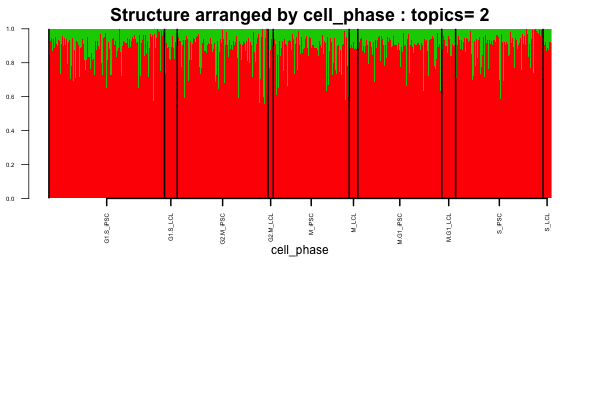 Structure arranged by cell_phase : topics= 2
1.0
0.8
0.6
0.4
0.2
0.0
G1.S_iPSC
G1.S_LCL
G2.M_iPSC
G2.M_LCL
M_iPSC
M_LCL
M.G1_iPSC
M.G1_LCL
S_iPSC
S_LCL
cell_phase